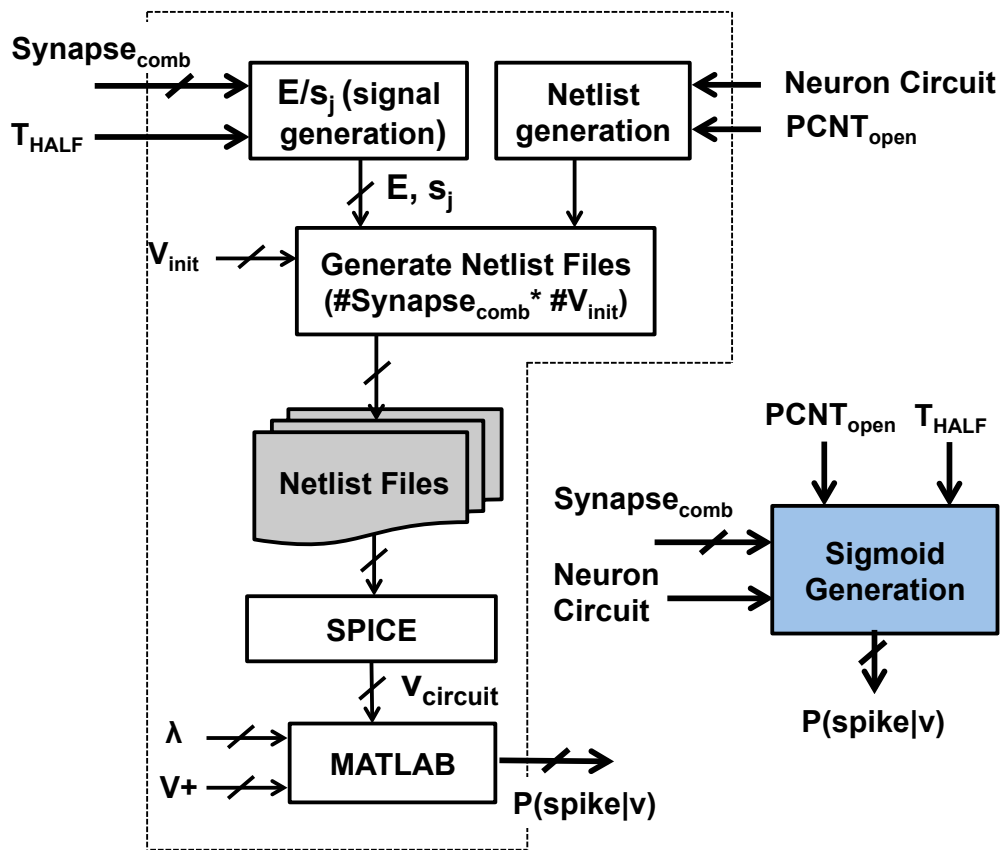 Synapse_comb
T_HALF
E/s_j (signal
generation)
Netlist
generation
Neuron Circuit
PCNT_open
E, s_j
V_init
Generate Netlist Files
(#Synapse_comb* #V_init)
Netlist Files
SPICE
v_circuit
λ
V+
MATLAB
P(spike|v)
PCNT_open
T_HALF
Synapse_comb
Neuron
Circuit
Sigmoid
Generation
P(spike|v)